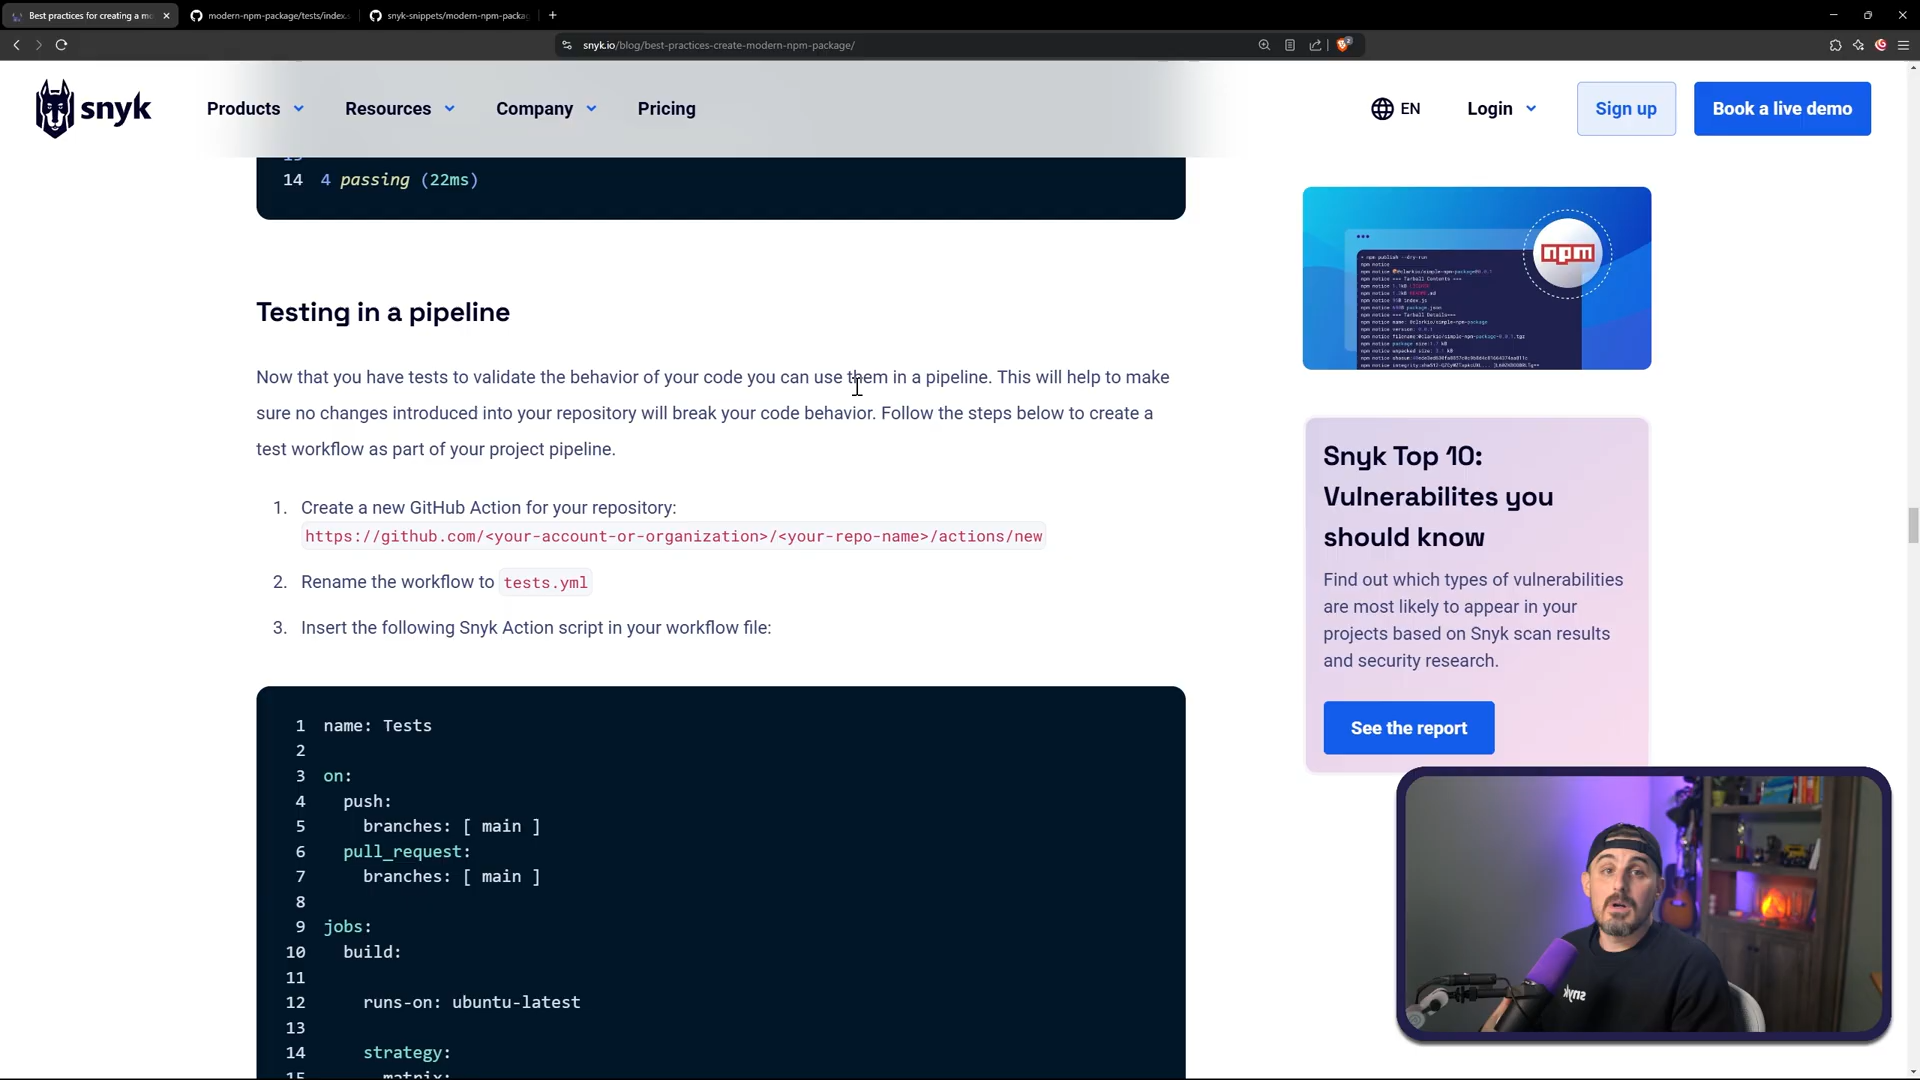 Best practices for creating a mo
modern-npm-package/tests/index.
snyk-snippets/modern-npm-packag
snyk.io/blog/best-practices-create-modern-npm-package/
snyk
Products
Resources
Company
Pricing
EN
Login
Sign up
Book a live demo
14 4 passing (22ms)
Testing in a pipeline
Now that you have tests to validate the behavior of your code you can use them in a pipeline. This will help to make
sure no changes introduced into your repository will break your code behavior. Follow the steps below to create a
test workflow as part of your project pipeline.
1. Create a new GitHub Action for your repository:
https://github.com/<your-account-or-organization>/<your-repo-name>/actions/new
2. Rename the workflow to tests.yml
3. Insert the following Snyk Action script in your workflow file:
1 name: Tests
2
3 on:
4 push:
5 branches: [ main ]
6 pull_request:
7 branches: [ main ]
8
9 jobs:
10 build:
11
12 runs-on: ubuntu-latest
13
14 strategy:
15 matrix:
npm
Snyk Top 10:
Vulnerabilites you
should know
Find out which types of vulnerabilities
are most likely to appear in your
projects based on Snyk scan results
and security research.
See the report